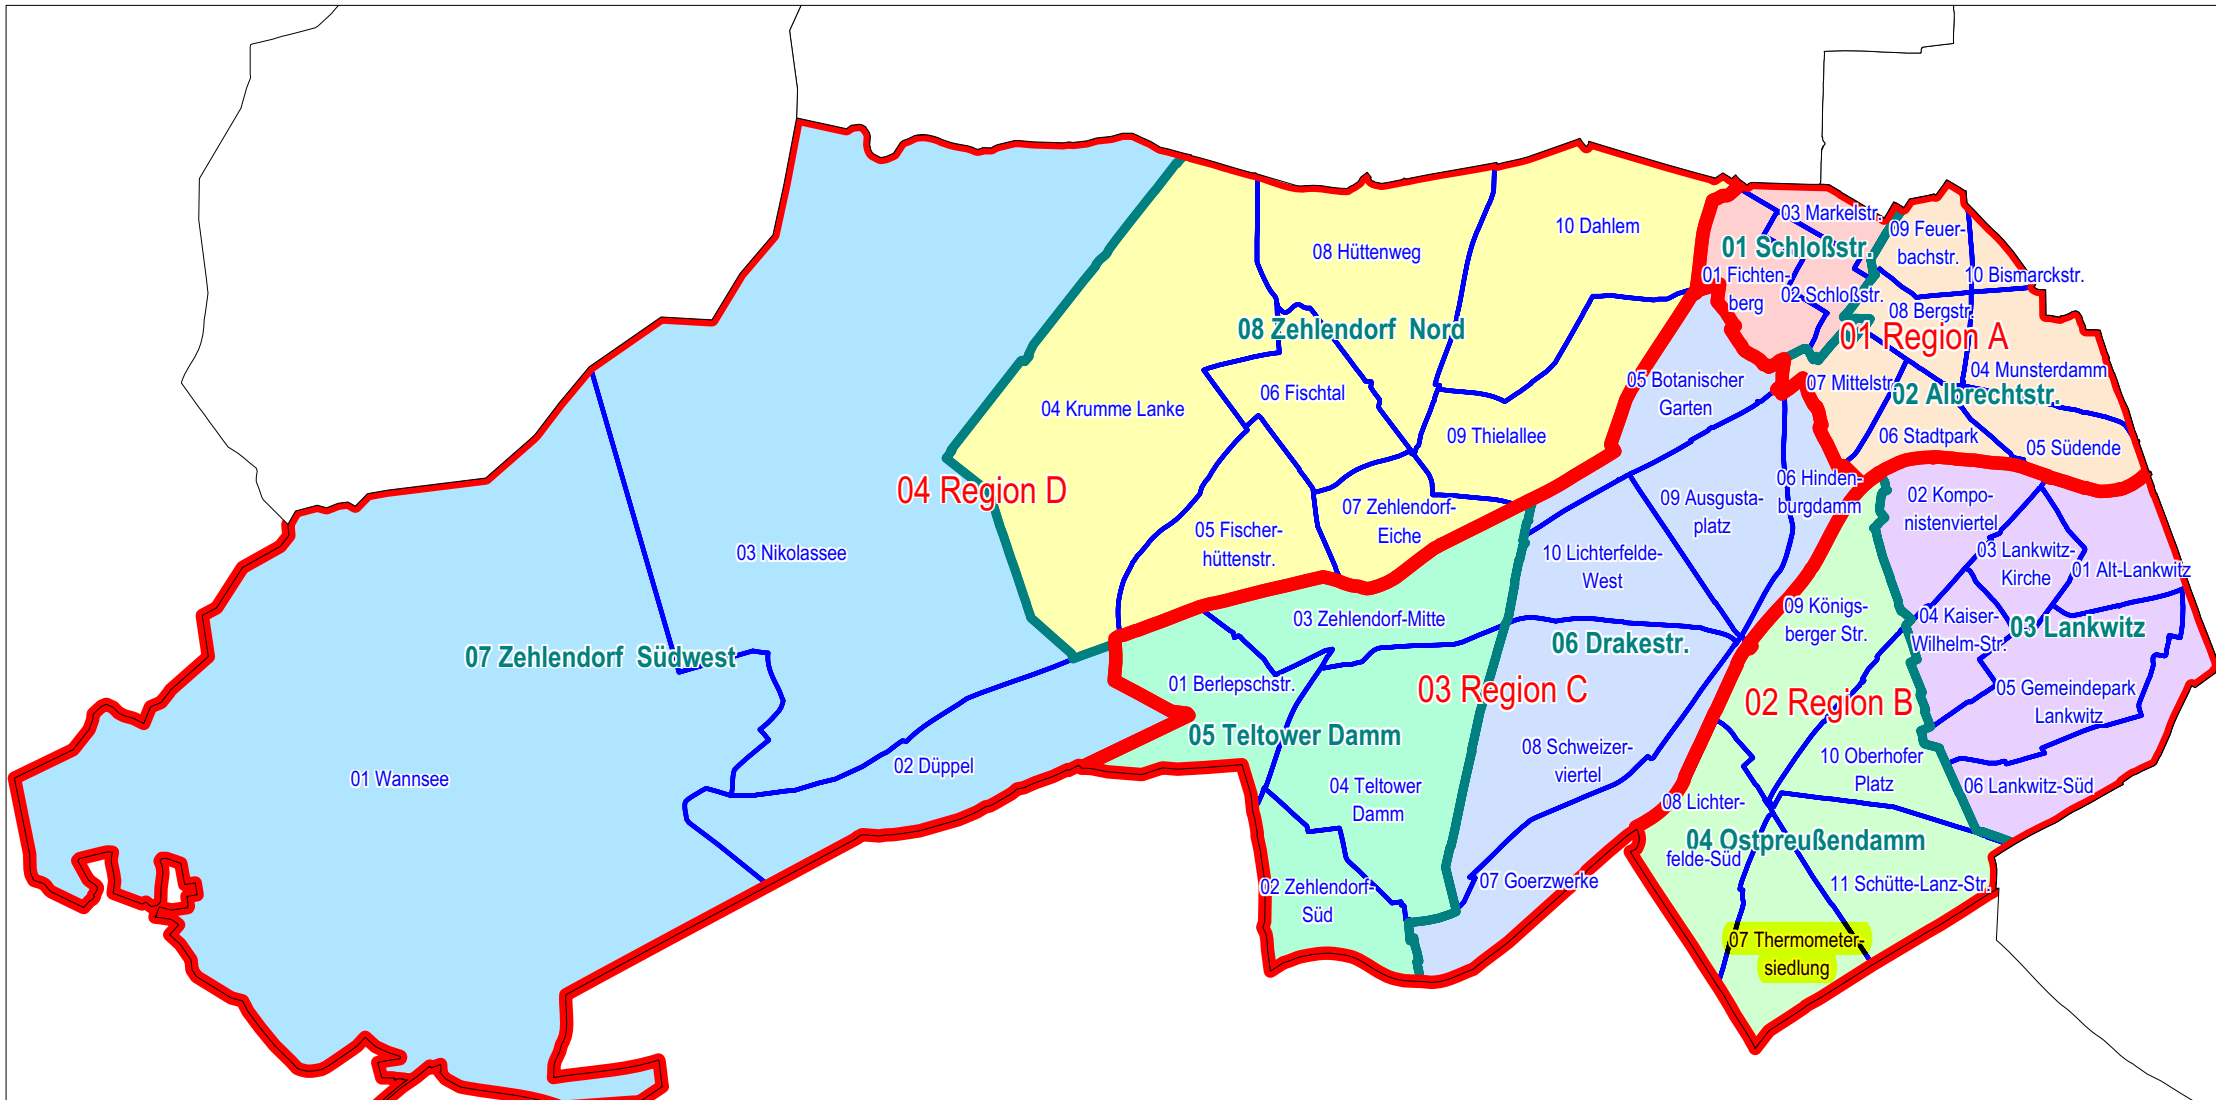 03 Markelstr.
01 Schloßstr.
01 Fichten-
berg
02 Schloßstr.
09 Feuer-
bachstr.
10 Bismarckstr.
08 Bergstr.
01 Region A
04 Munsterdamm
07 Mittelstr.
02 Albrechtstr.
06 Stadtpark
05 Südende
10 Dahlem
08 Hüttenweg
08 Zehlendorf Nord
06 Fischtal
04 Krumme Lanke
09 Thielallee
07 Zehlendorf-
Eiche
05 Fischer-
hüttenstr.
04 Region D
03 Nikolassee
07 Zehlendorf Südwest
01 Wannsee
02 Düppel
05 Botanischer
Garten
06 Hinden-
burgdamm
09 Ausgusta-
platz
10 Lichterfelde-
West
06 Drakestr.
03 Region C
08 Schweizer-
viertel
07 Goerzwerke
03 Zehlendorf-Mitte
01 Berlepschstr.
05 Teltower Damm
04 Teltower
Damm
02 Zehlendorf-
Süd
02 Kompo-
nistenviertel
03 Lankwitz-
Kirche
01 Alt-Lankwitz
04 Kaiser-
Wilhelm-Str.
03 Lankwitz
05 Gemeindepark
Lankwitz
06 Lankwitz-Süd
09 Königs-
berger Str.
02 Region B
10 Oberhofer
Platz
08 Lichter-
felde-Süd
04 Ostpreußendamm
11 Schütte-Lanz-Str.
07 Thermometer-
siedlung